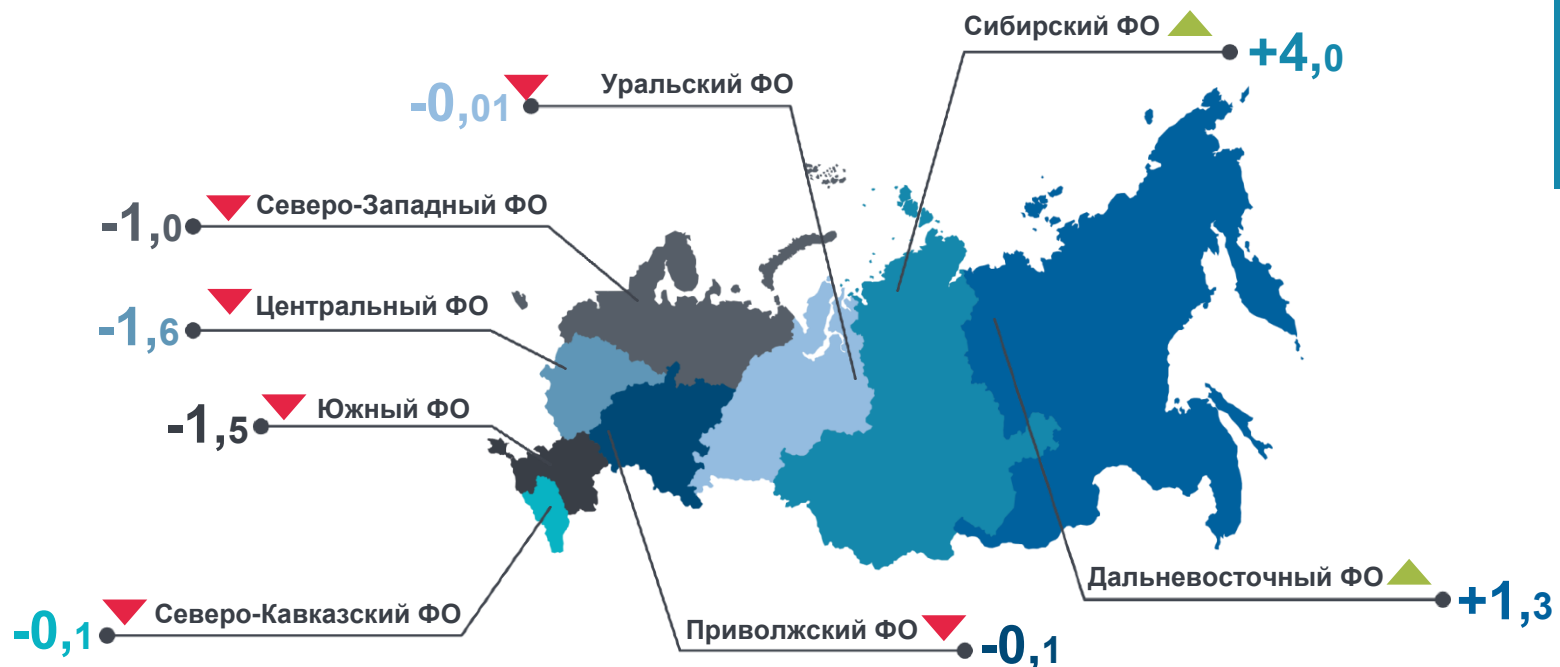 Сибирский ФО
+4,0
Уральский ФО
-0,01
Северо-Западный ФО
-1,0
Центральный ФО
-1,6
Южный ФО
-1,5
Дальневосточный ФО
+1,3
Северо-Кавказский ФО
-0,1
Приволжский ФО
-0,1